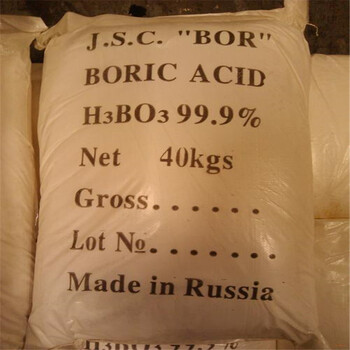 J.S.C. "BOR"
BORIC ACID
H3BO3 99.9%
Net 40kgs
Gross......
Lot №.......
Made in Russia